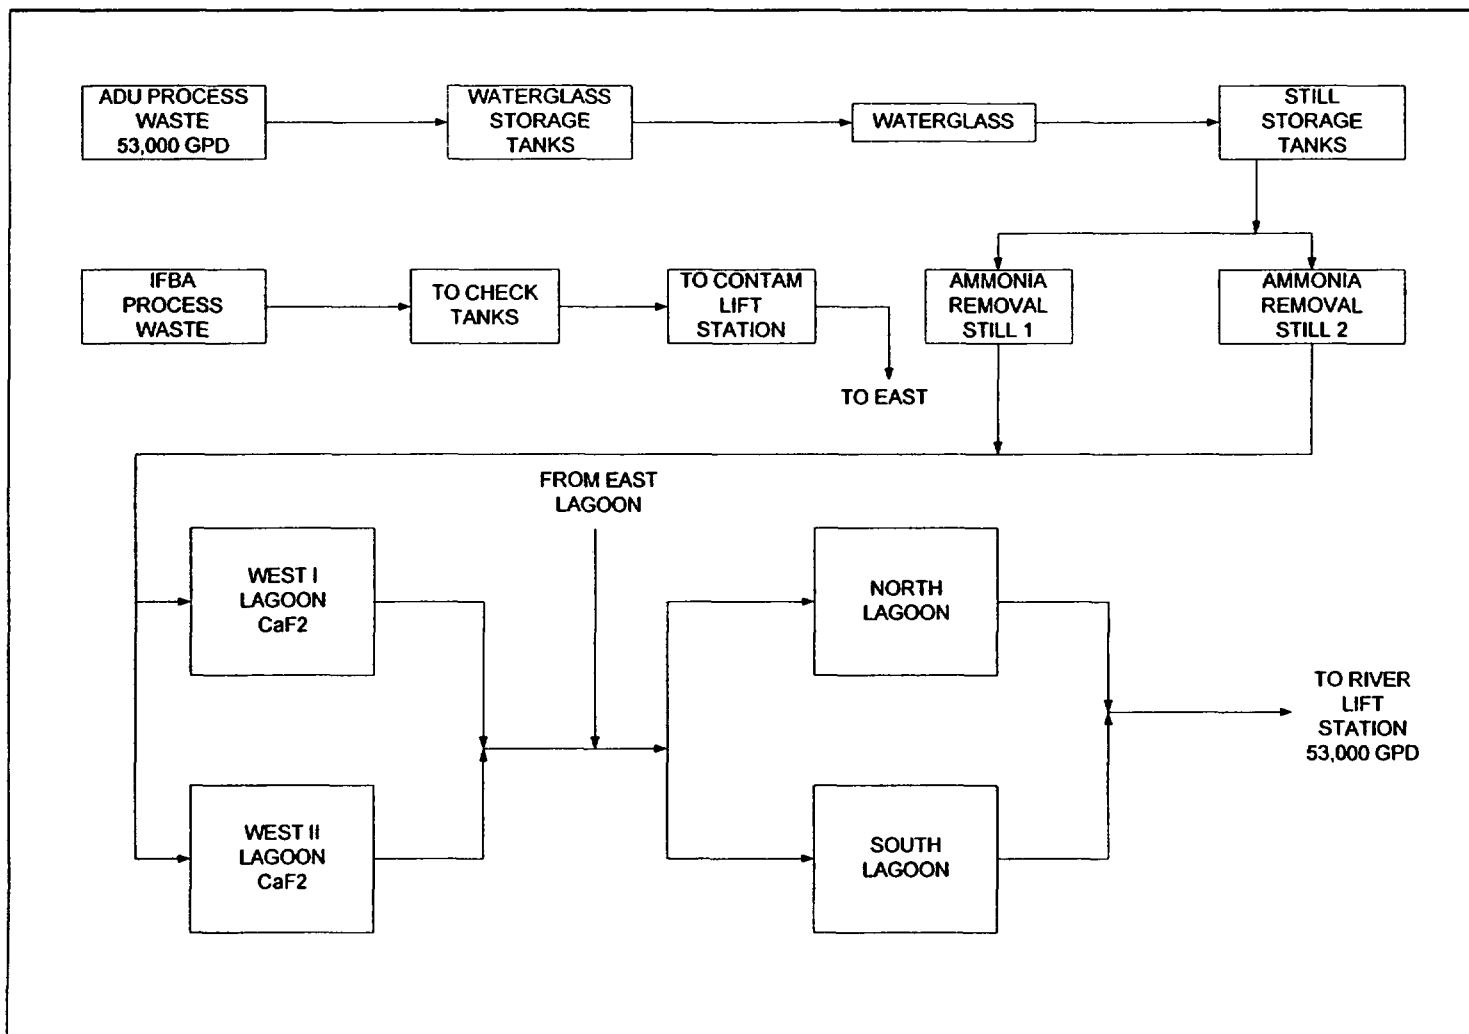 ADU PROCESS
WASTE
53,000 GPD
WATERGLASS
STORAGE
TANKS
WATERGLASS
STILL
STORAGE
TANKS
IFBA
PROCESS
WASTE
TO CHECK
TANKS
TO CONTAM
LIFT
STATION
AMMONIA
REMOVAL
STILL 1
AMMONIA
REMOVAL
STILL 2
TO EAST
FROM EAST
LAGOON
WEST I
LAGOON
CaF2
NORTH
LAGOON
TO RIVER
LIFT
STATION
53,000 GPD
WEST II
LAGOON
CaF2
SOUTH
LAGOON